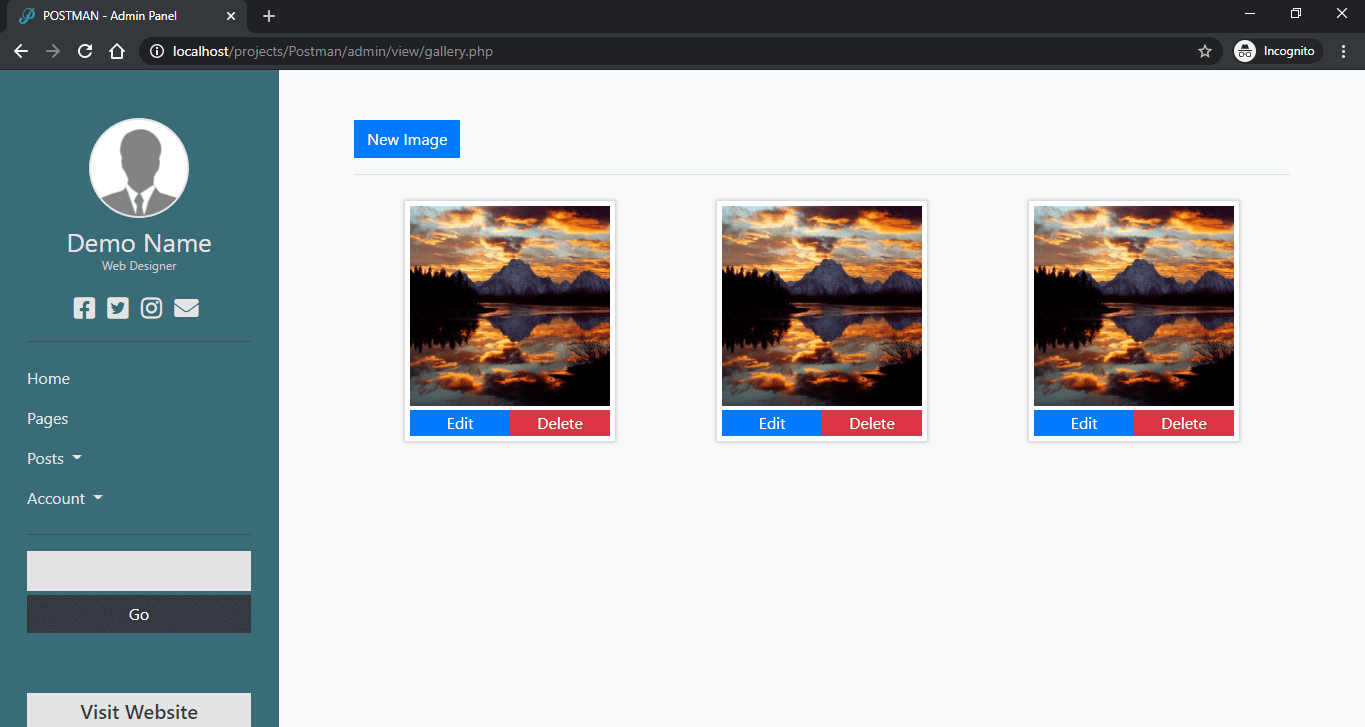 POSTMAN - Admin Panel
localhost/projects/Postman/admin/view/gallery.php
Incognito
Demo Name
Web Designer
Home
Pages
Posts
Account
Go
Visit Website
New Image
Edit Delete
Edit Delete
Edit Delete